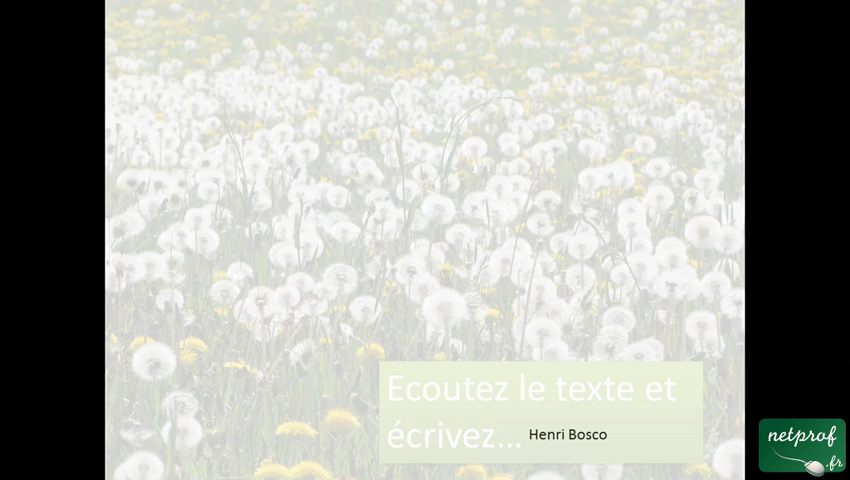 Ecoutez le texte et
écrivez... Henri Bosco
netprof
.fr